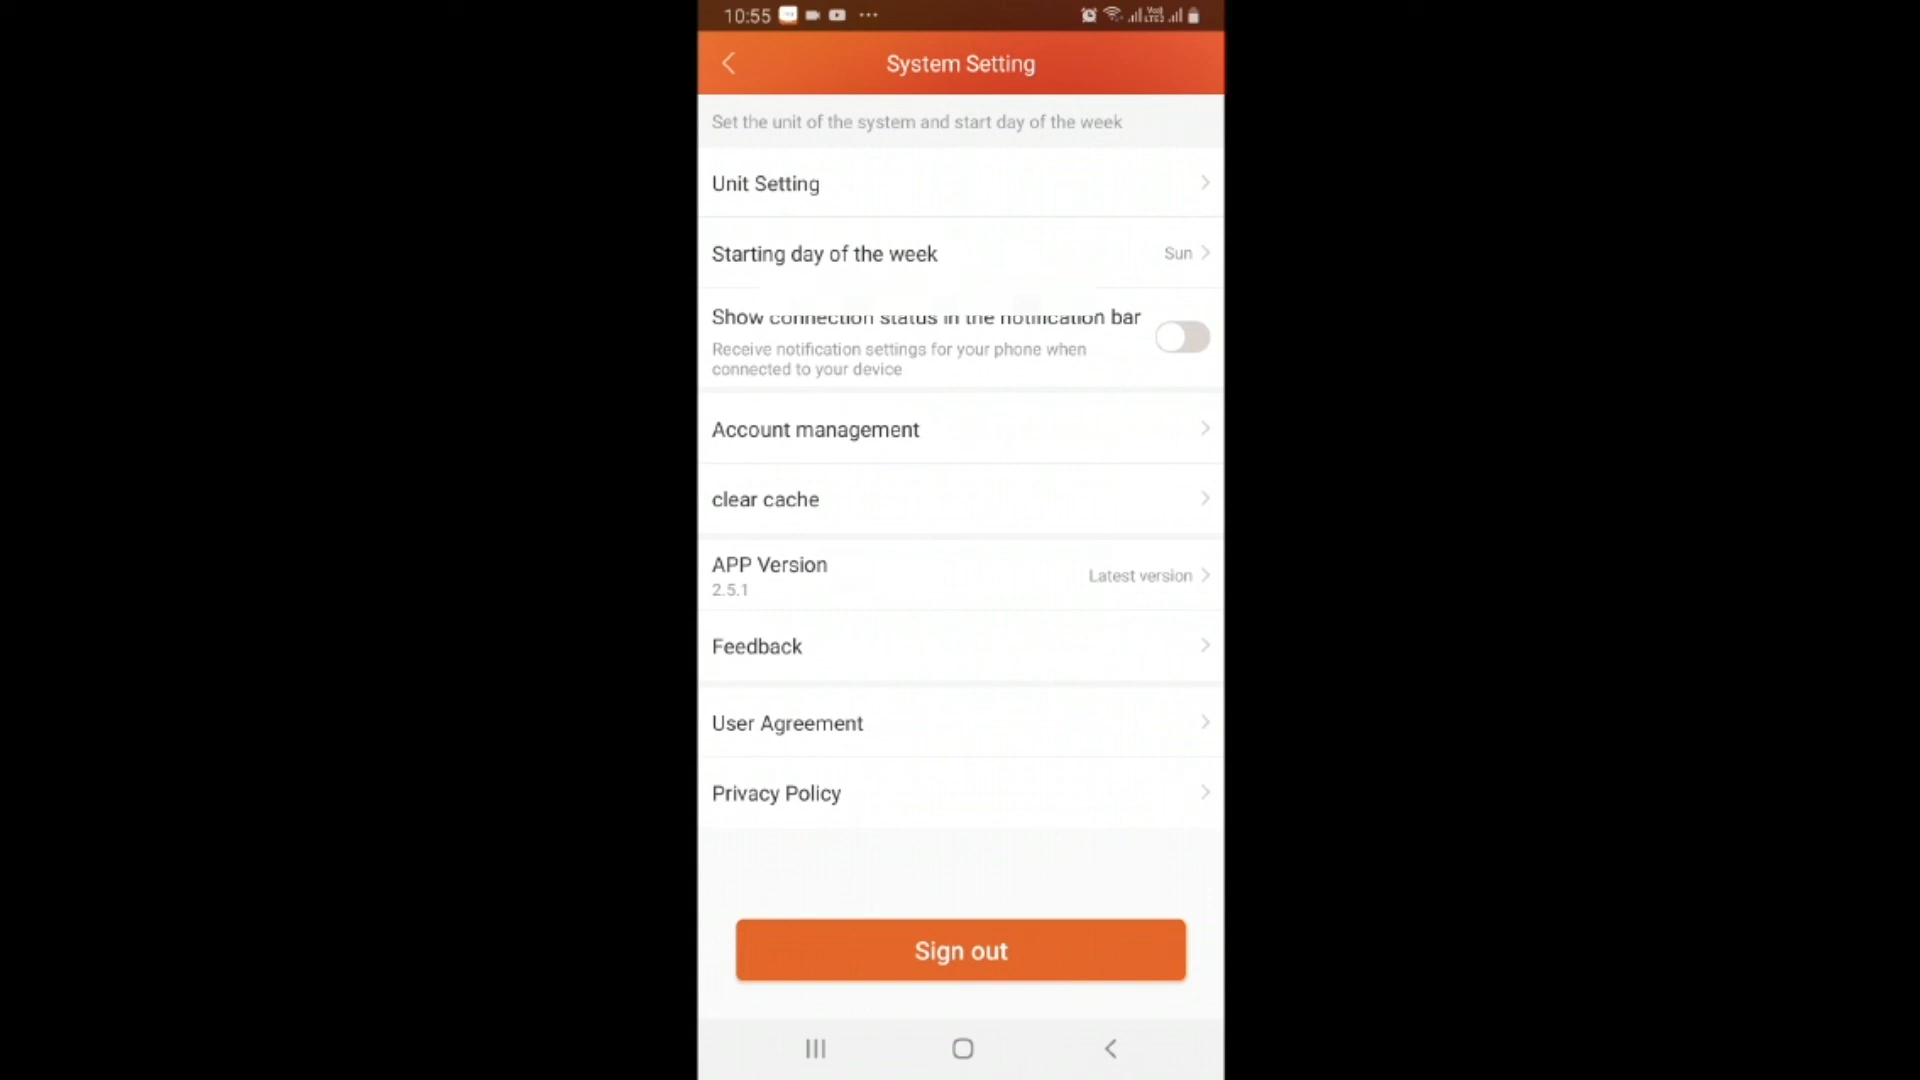 10:55
System Setting
Set the unit of the system and start day of the week
Unit Setting
Starting day of the week Sun
Show connection status in the notification bar
Receive notification settings for your phone when
connected to your device
Account management
clear cache
APP Version
2.5.1 Latest version
Feedback
User Agreement
Privacy Policy
Sign out